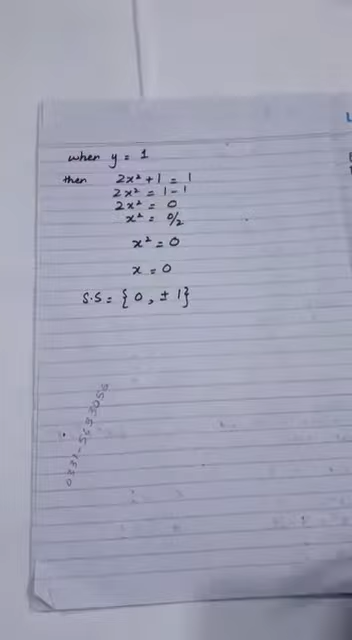 when y = 1
then 2x² + 1 = 1
2x² = 1 - 1
2x² = 0
x² = 0/2
x² = 0
x = 0
S.S = { 0 , ± 1 }